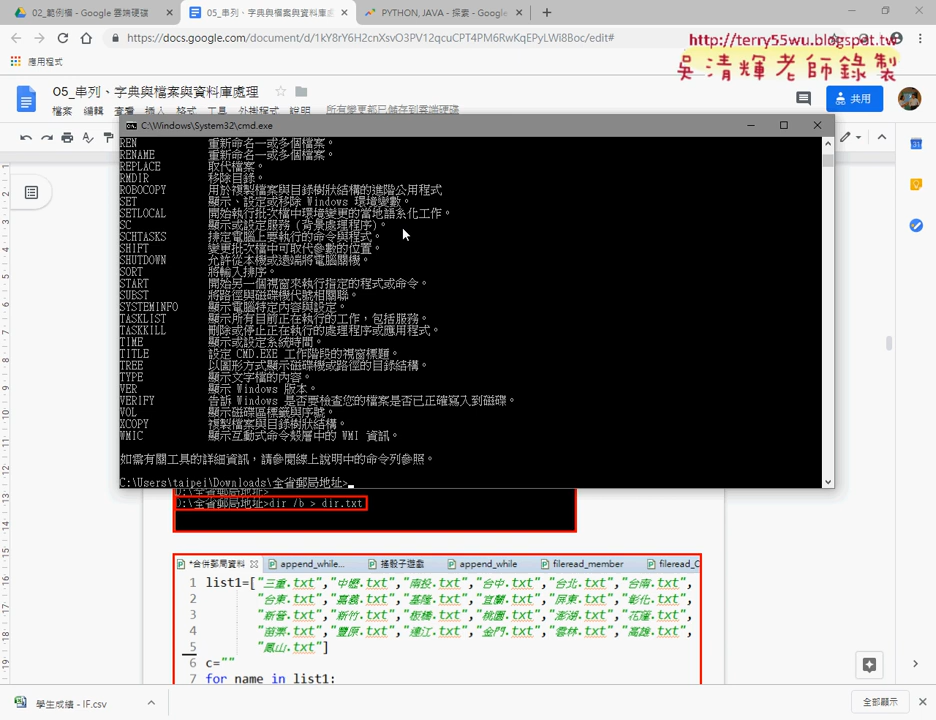 02_範例檔 - Google 雲端硬碟
05_串列、字典與檔案與資料庫處
PYTHON, JAVA - 探索 - Google
https://docs.google.com/document/d/1kY8rY6H2cnXsvO3PV12qcuCPT4PM6RwKqEPyLWl8Boc/edit#
http://terry55wu.blogspot.tw
吳清輝老師錄製
應用程式
05_串列、字典與檔案與資料庫處理
檔案 編輯 查看 插入 格式 工具 外掛程式 說明 所有變更都已儲存到雲端硬碟
共用
C:\Windows\System32\cmd.exe
REN 重新命名一或多個檔案。
RENAME 重新命名一或多個檔案。
REPLACE 取代檔案。
RMDIR 移除目錄。
ROBOCOPY 用於複製檔案與目錄樹狀結構的進階公用程式
SET 顯示、設定或移除 Windows 環境變數。
SETLOCAL 開始執行批次檔中環境變更的當地語系化工作。
SC 顯示或設定服務 (背景處理程序)。
SCHTASKS 排定電腦上要執行的命令與程式。
SHIFT 變更批次檔中可取代參數的位置。
SHUTDOWN 允許從本機或遠端將電腦關機。
SORT 將輸入排序。
START 開始另一個視窗來執行指定的程式或命令。
SUBST 將路徑與磁碟機代號相關聯。
SYSTEMINFO 顯示電腦特定內容與設定。
TASKLIST 顯示所有目前正在執行的工作，包括服務。
TASKKILL 刪除或停止正在執行的處理程序或應用程式。
TIME 顯示或設定系統時間。
TITLE 設定 CMD.EXE 工作階段的視窗標題。
TREE 以圖形方式顯示磁碟機或路徑的目錄結構。
TYPE 顯示文字檔的內容。
VER 顯示 Windows 版本。
VERIFY 告訴 Windows 是否要檢查您的檔案是否已正確寫入到磁碟。
VOL 顯示磁碟區標籤與序號。
XCOPY 複製檔案與目錄樹狀結構。
WMIC 顯示互動式命令殼層中的 WMI 資訊。
如需有關工具的詳細資訊，請參閱線上說明中的命令列參照。
C:\Users\taipei\Downloads\全省郵局地址>
D:\全省郵局地址>
D:\全省郵局地址>dir /b > dir.txt
*合併郵局資料 append_while... 搖骰子遊戲 append_while fileread_member fileread_C
1 list1=["三重.txt","中壢.txt","南投.txt","台中.txt","台北.txt","台南.txt",
2 "台東.txt","嘉義.txt","基隆.txt","宜蘭.txt","屏東.txt","彰化.txt",
3 "新營.txt","新竹.txt","板橋.txt","桃園.txt","澎湖.txt","花蓮.txt",
4 "苗栗.txt","豐原.txt","連江.txt","金門.txt","雲林.txt","高雄.txt",
5 "鳳山.txt"]
6 c=""
7 for name in list1:
學生成績 - IF.csv
全部顯示